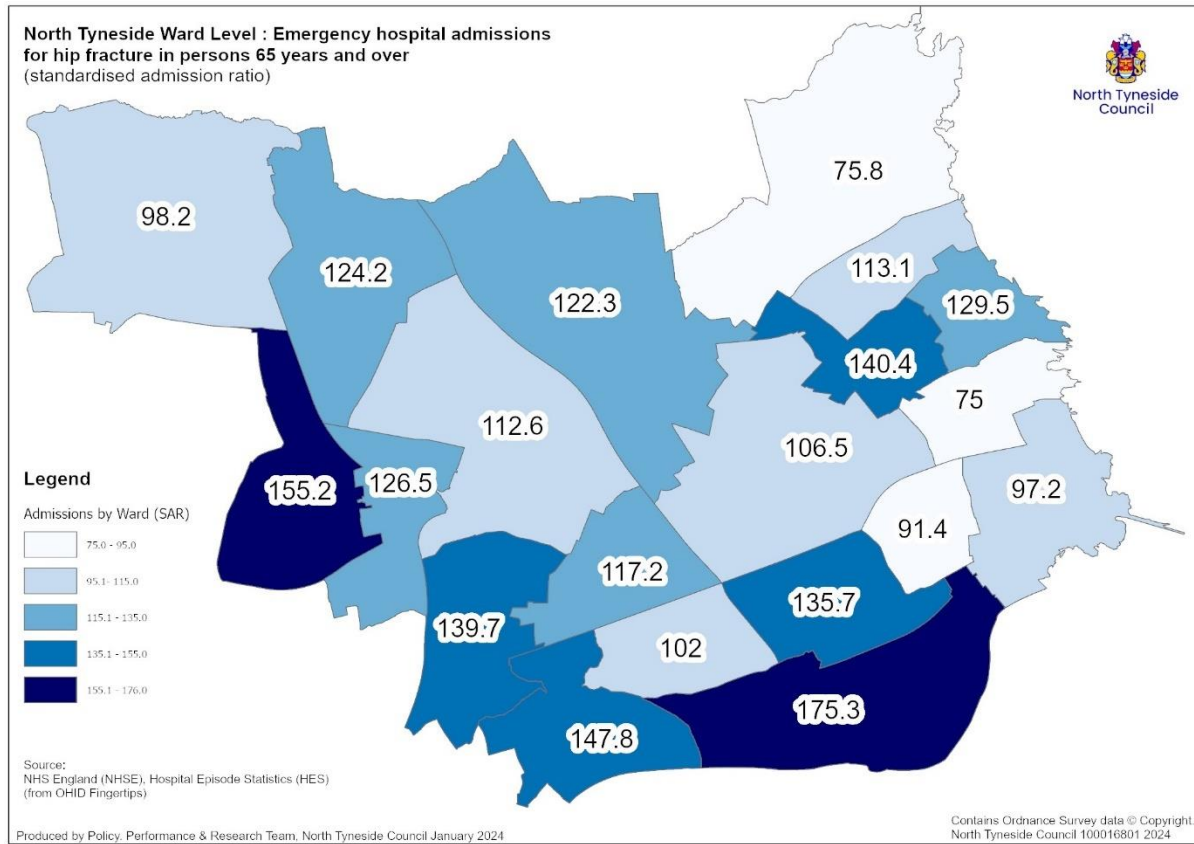 North Tyneside Ward Level : Emergency hospital admissions
for hip fracture in persons 65 years and over
(standardised admission ratio)
North Tyneside
Council
75.8
98.2
113.1
124.2
122.3
129.5
140.4
75
112.6
106.5
155.2
126.5
97.2
91.4
117.2
135.7
139.7
102
175.3
147.8
Legend
Admissions by Ward (SAR)
75.0 - 95.0
95.1- 115.0
115.1 - 135.0
135.1 - 155.0
155.1 - 176.0
Source:
NHS England (NHSE), Hospital Episode Statistics (HES)
(from OHID Fingertips)
Produced by Policy. Performance & Research Team, North Tyneside Council January 2024
Contains Ordnance Survey data © Copyright.
North Tyneside Council 100016801 2024